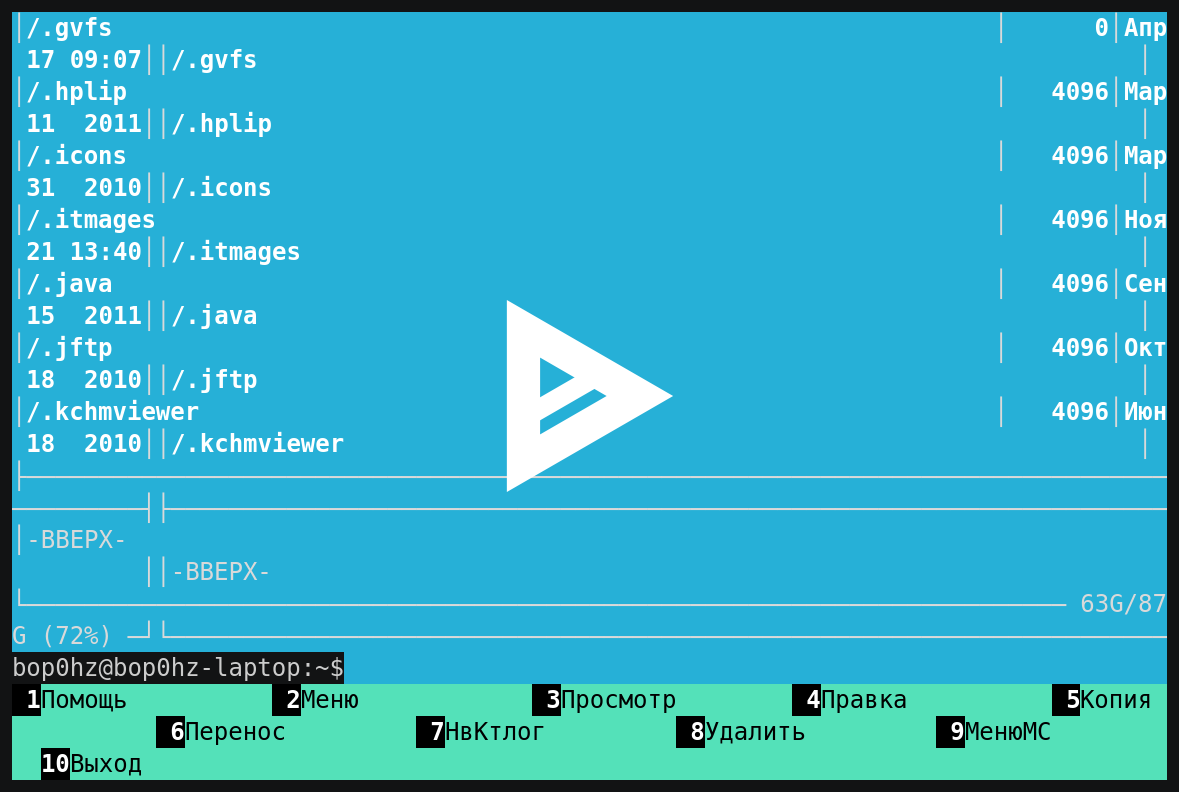 │/.gvfs │ 0│Апр
17 09:07││/.gvfs │
│/.hplip │ 4096│Мар
11 2011││/.hplip │
│/.icons │ 4096│Мар
31 2010││/.icons │
│/.itmages │ 4096│Ноя
21 13:40││/.itmages │
│/.java │ 4096│Сен
15 2011││/.java │
│/.jftp │ 4096│Окт
18 2010││/.jftp │
│/.kchmviewer │ 4096│Июн
18 2010││/.kchmviewer │
│-ВВЕРХ-
││-ВВЕРХ-
63G/87
G (72%)
bop0hz@bop0hz-laptop:~$
1Помощь 2Меню 3Просмотр 4Правка 5Копия
6Перенос 7НвКтлог 8Удалить 9МенюМС
10Выход